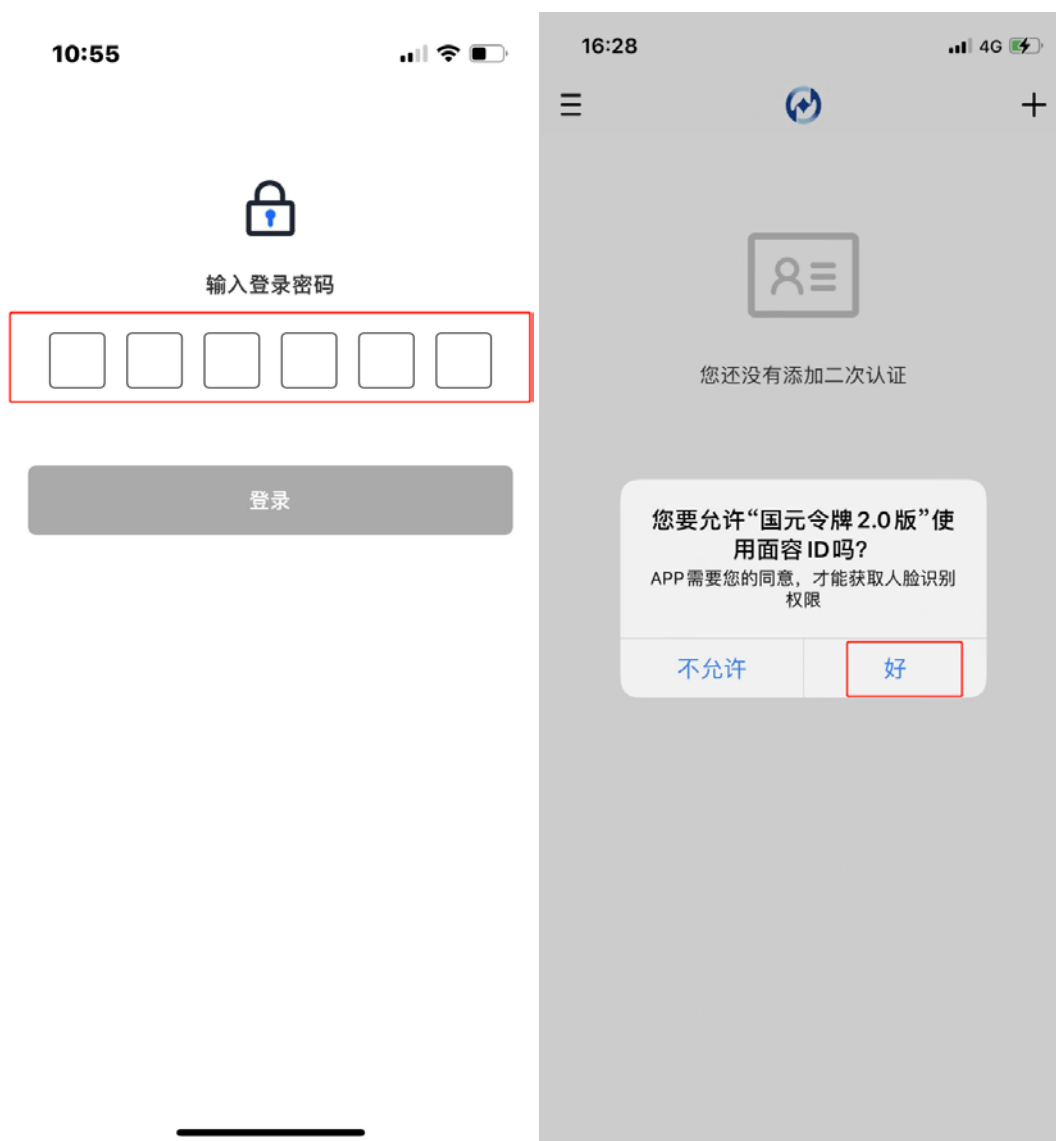 10:55
输入登录密码
登录
16:28
4G
您还没有添加二次认证
您要允许“国元令牌2.0版”使
用面容ID吗?
APP需要您的同意，才能获取人脸识别
权限
不允许
好